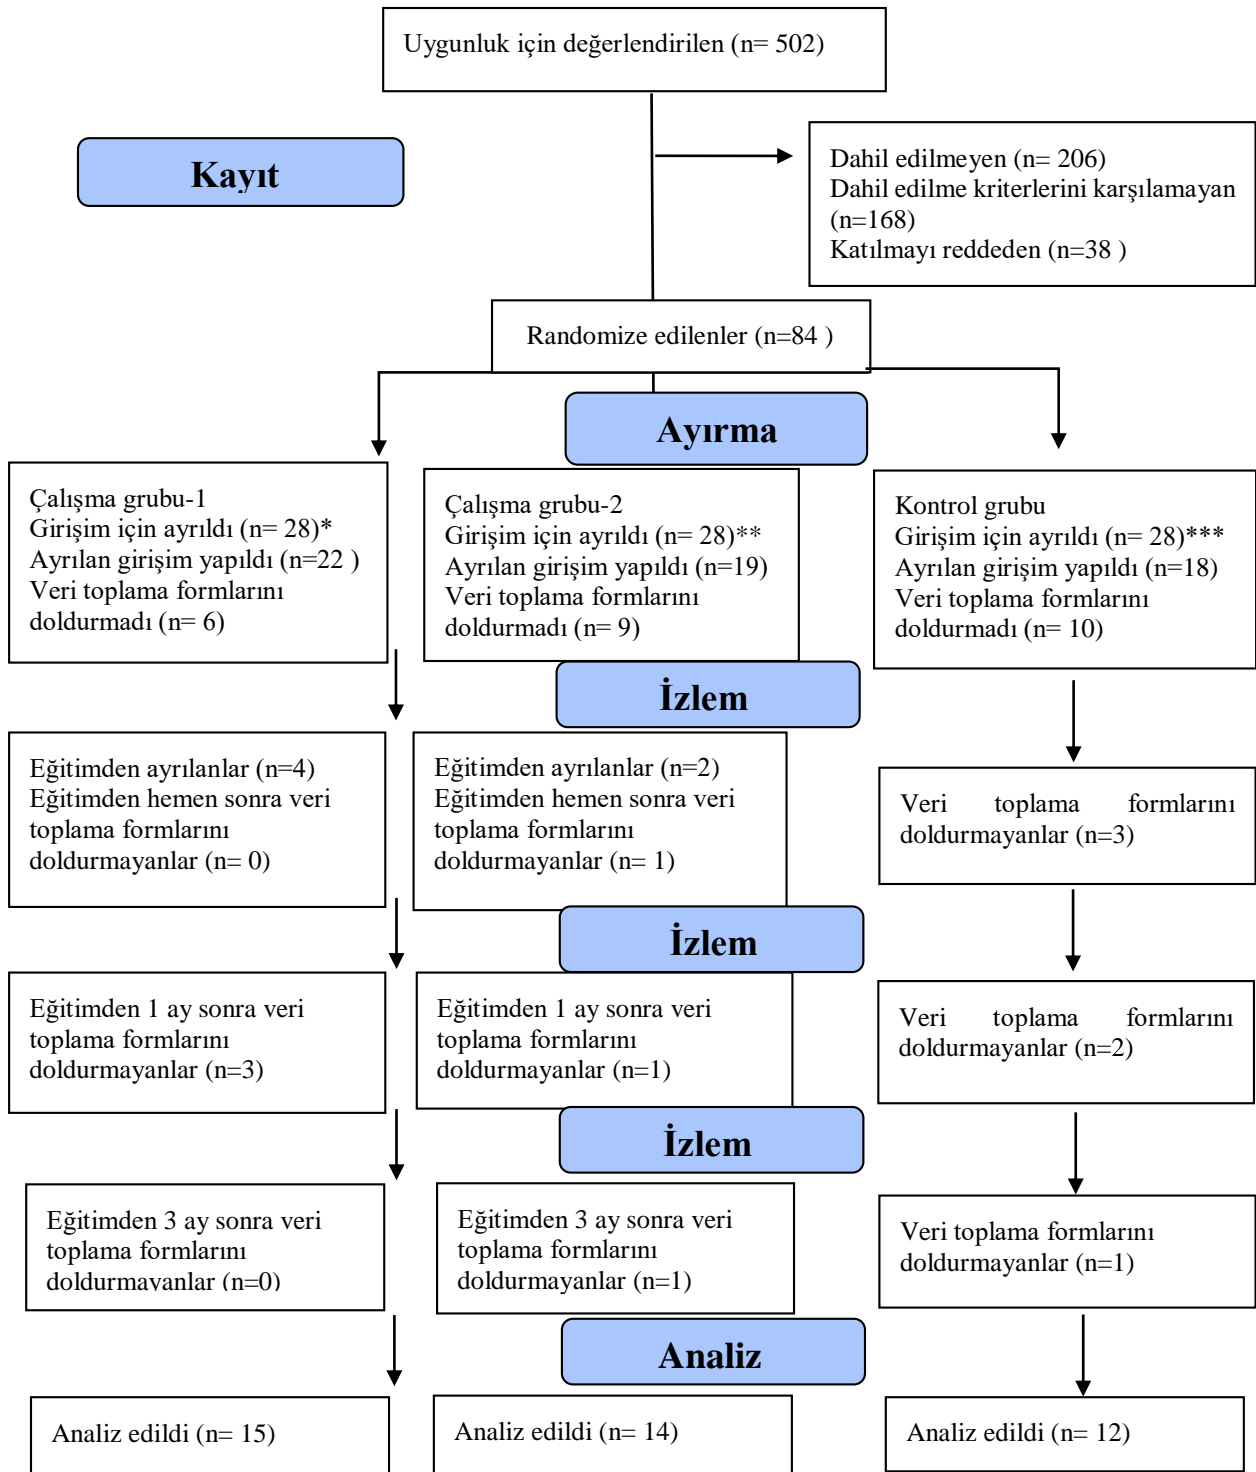 Uygunluk için değerlendirilen (n= 502)
Kayıt
Dahil edilmeyen (n= 206)
Dahil edilme kriterlerini karşılamayan
(n=168)
Katılmayı reddeden (n=38 )
Randomize edilenler (n=84 )
Ayırma
Çalışma grubu-1
Girişim için ayrıldı (n= 28)*
Ayrılan girişim yapıldı (n=22 )
Veri toplama formlarını
doldurmadı (n= 6)
Çalışma grubu-2
Girişim için ayrıldı (n= 28)**
Ayrılan girişim yapıldı (n=19)
Veri toplama formlarını
doldurmadı (n= 9)
Kontrol grubu
Girişim için ayrıldı (n= 28)***
Ayrılan girişim yapıldı (n=18)
Veri toplama formlarını
doldurmadı (n= 10)
İzlem
Eğitimden ayrılanlar (n=4)
Eğitimden hemen sonra veri
toplama formlarını
doldurmayanlar (n= 0)
Eğitimden ayrılanlar (n=2)
Eğitimden hemen sonra veri
toplama formlarını
doldurmayanlar (n= 1)
Veri toplama formlarını
doldurmayanlar (n=3)
İzlem
Eğitimden 1 ay sonra veri
toplama formlarını
doldurmayanlar (n=3)
Eğitimden 1 ay sonra veri
toplama formlarını
doldurmayanlar (n=1)
Veri toplama formlarını
doldurmayanlar (n=2)
İzlem
Eğitimden 3 ay sonra veri
toplama formlarını
doldurmayanlar (n=0)
Eğitimden 3 ay sonra veri
toplama formlarını
doldurmayanlar (n=1)
Veri toplama formlarını
doldurmayanlar (n=1)
Analiz
Analiz edildi (n= 15)
Analiz edildi (n= 14)
Analiz edildi (n= 12)